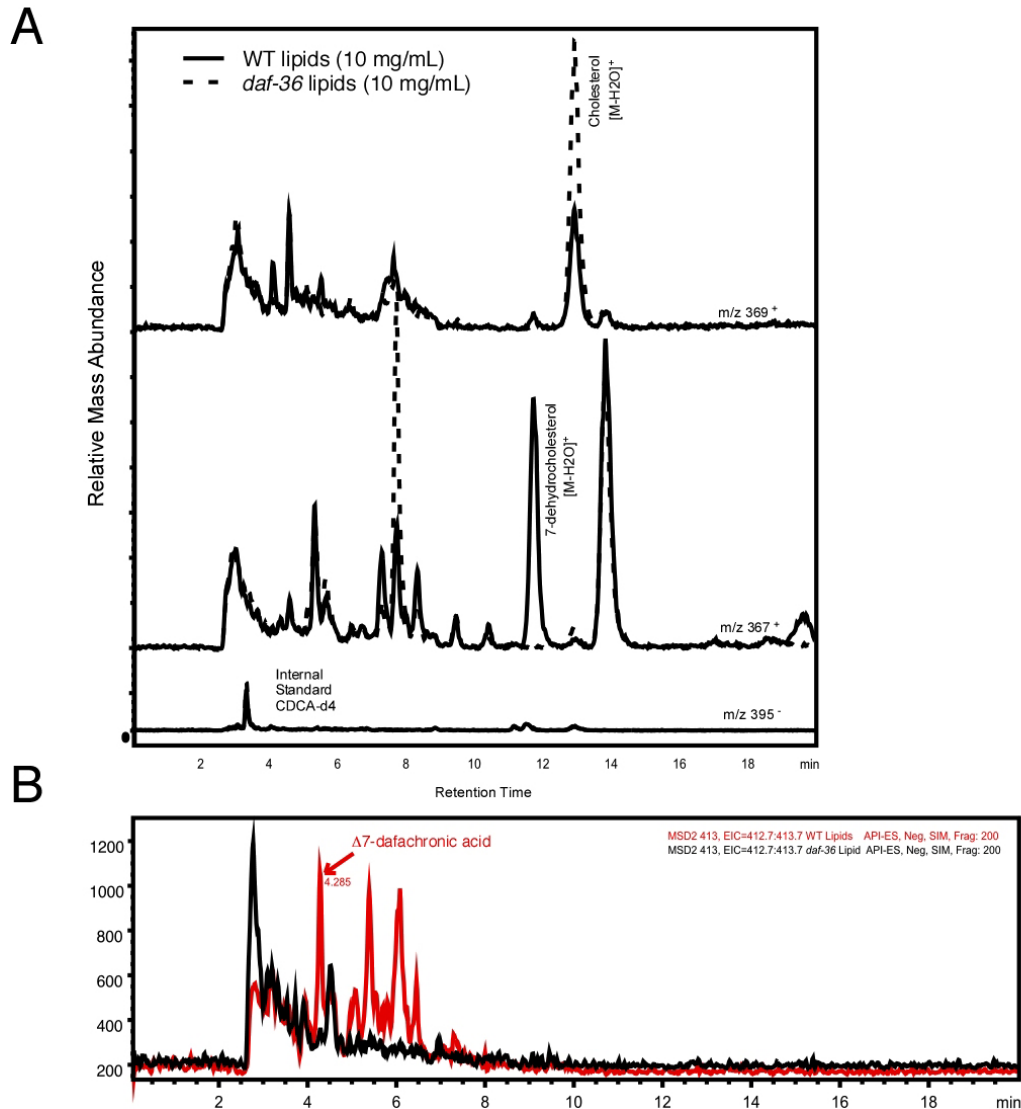 A
WT lipids (10 mg/mL)
daf-36 lipids (10 mg/mL)
Cholesterol
[M-H2O]+
Relative Mass Abundance
m/z 369 +
7-dehydrocholesterol
[M-H2O]+
m/z 367 +
Internal
Standard
CDCA-d4
m/z 395 -
0
2 4 6 8 10 12 14 16 18 min
Retention Time
B
Δ7-dafachronic acid
4.285
MSD2 413, EIC=412.7:413.7 WT Lipids API-ES, Neg, SIM, Frag: 200
MSD2 413, EIC=412.7:413.7 daf-36 Lipid API-ES, Neg, SIM, Frag: 200
1200
1000
800
600
400
200
2 4 6 8 10 12 14 16 18 min